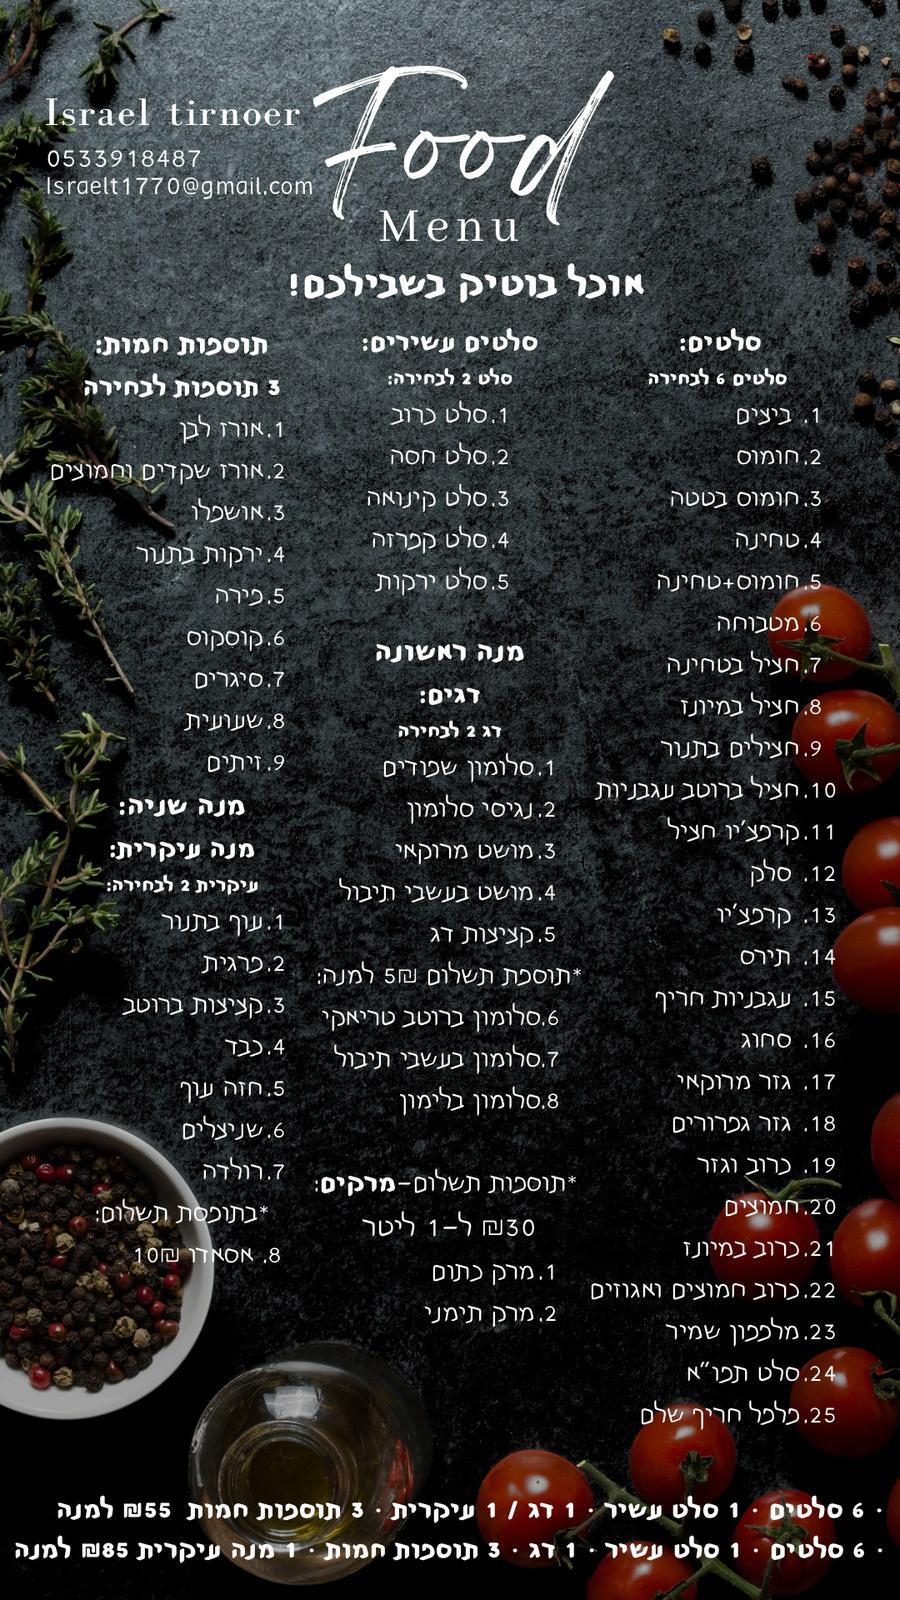 Israel tirnoer
0533918487
Israelt1770@gmail.com
Food
Menu
אוכל בוטיק בשבילכם!
סלטים:
סלטים 6 לבחירה
1. ביצים
2.חומוס
3.חומוס בטטה
4.טחינה
5.חומוס+טחינה
6.מטבוחה
7.חציל בטחינה
8.חציל במיונז
9.חצילים בתנור
10.חציל ברוטב עגבניות
11.קרפצ'יו חציל
12. סלק
13. קרפצ'יו
14. תירס
15. עגבניות חריף
16. סחוג
17. גזר מרוקאי
18. גזר גפרורים
19. כרוב וגזר
20.חמוצים
21.כרוב במיונז
22.כרוב חמוצים ואגוזים
23.מלפפון שמיר
24.סלט תפו"א
25.פלפל חריף שלם
סלטים עשירים:
סלט 2 לבחירה:
1.סלט כרוב
2.סלט חסה
3.סלט קינואה
4.סלט קפרזה
5.סלט ירקות
מנה ראשונה
דגים:
דג 2 לבחירה
1.סלומון שפודים
2.נגיסי סלומון
3.מושט מרוקאי
4.מושט בעשבי תיבול
5.קציצות דג
*תוספת תשלום 5₪ למנה:
6.סלומון ברוטב טריאקי
7.סלומון בעשבי תיבול
8.סלומון בלימון
*תוספות תשלום-מרקים:
30₪ ל-1 ליטר
1.מרק כתום
2.מרק תימני
תוספות חמות:
3 תוספות לבחירה
1.אורז לבן
2.אורז שקדים וחמוצים
3.אושפלו
4.ירקות בתנור
5.פירה
6.קוסקוס
7.סיגרים
8.שעועית
9.זיתים
מנה שניה:
מנה עיקרית:
עיקרית 2 לבחירה:
1.עוף בתנור
2.פרגית
3.קציצות ברוטב
4.כבד
5.חזה עוף
6.שניצלים
7.רולדה
*בתופסת תשלום:
8. אסאדו 10₪
· 6 סלטים · 1 סלט עשיר · 1 דג / 1 עיקרית · 3 תוספות חמות 55₪ למנה
· 6 סלטים · 1 סלט עשיר · 1 דג · 3 תוספות חמות · 1 מנה עיקרית 85₪ למנה